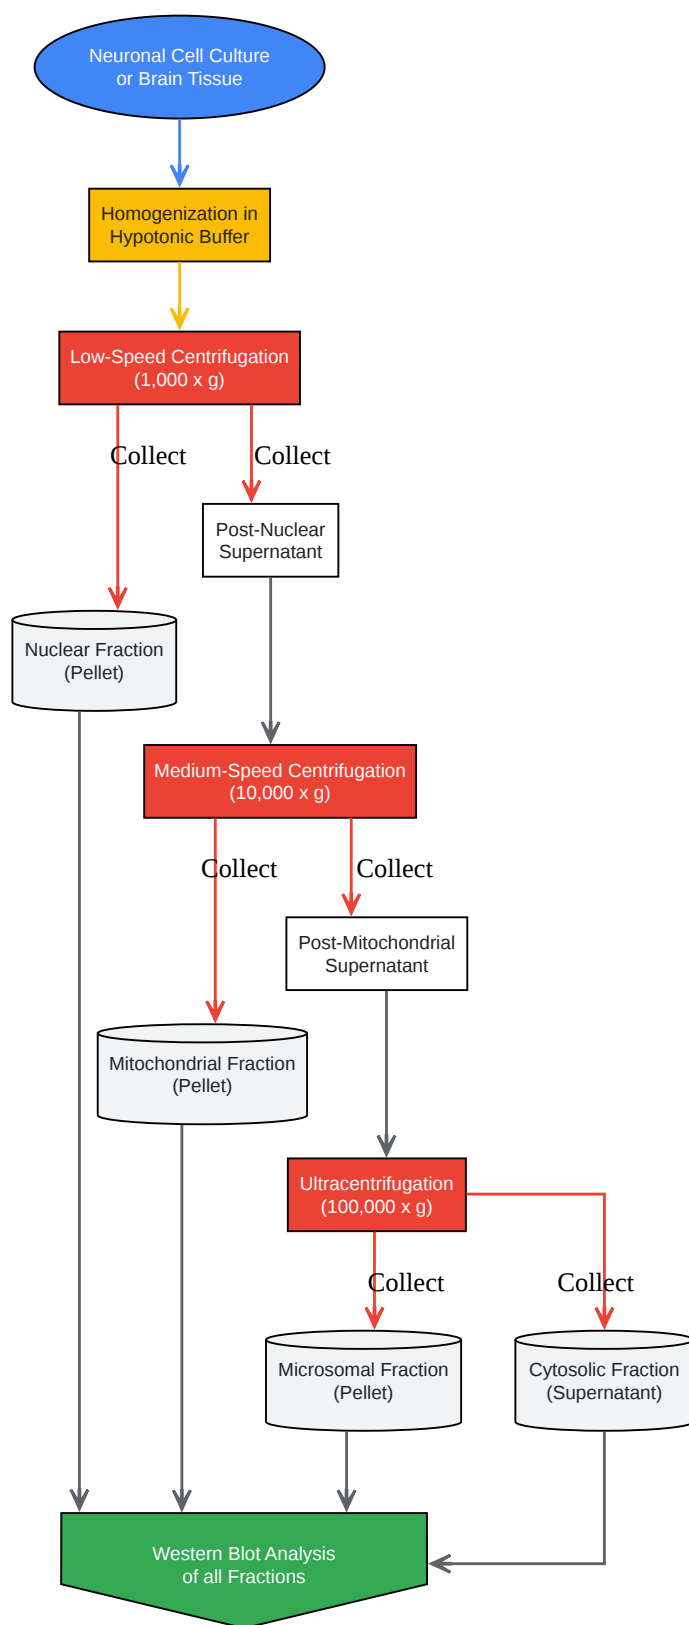 Neuronal Cell Culture
or Brain Tissue
Homogenization in
Hypotonic Buffer
Low-Speed Centrifugation
(1,000 x g)
Collect
Collect
Post-Nuclear
Supernatant
Nuclear Fraction
(Pellet)
Medium-Speed Centrifugation
(10,000 x g)
Collect
Collect
Post-Mitochondrial
Supernatant
Mitochondrial Fraction
(Pellet)
Ultracentrifugation
(100,000 x g)
Collect
Collect
Microsomal Fraction
(Pellet)
Cytosolic Fraction
(Supernatant)
Western Blot Analysis
of all Fractions